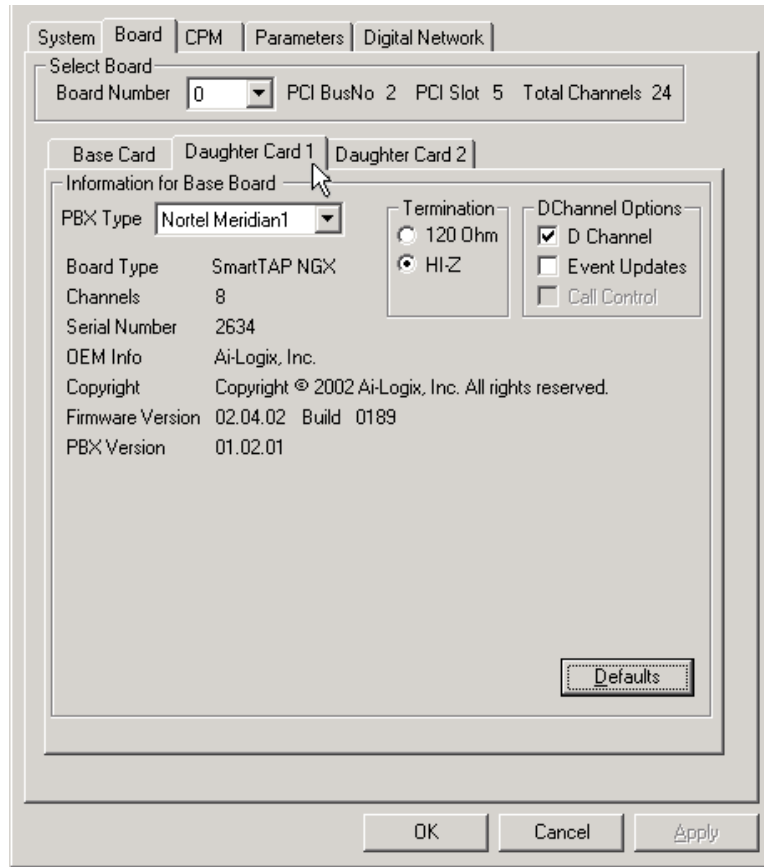 System Board CPM Parameters Digital Network
Select Board
Board Number 0 PCI BusNo 2 PCI Slot 5 Total Channels 24
Base Card Daughter Card 1 Daughter Card 2
Information for Base Board
PBX Type Nortel Meridian1
Termination
120 Ohm
HI-Z
DChannel Options
D Channel
Event Updates
Call Control
Board Type SmartTAP NGX
Channels 8
Serial Number 2634
OEM Info Ai-Logix, Inc.
Copyright Copyright © 2002 Ai-Logix, Inc. All rights reserved.
Firmware Version 02.04.02 Build 0189
PBX Version 01.02.01
Defaults
OK Cancel Apply